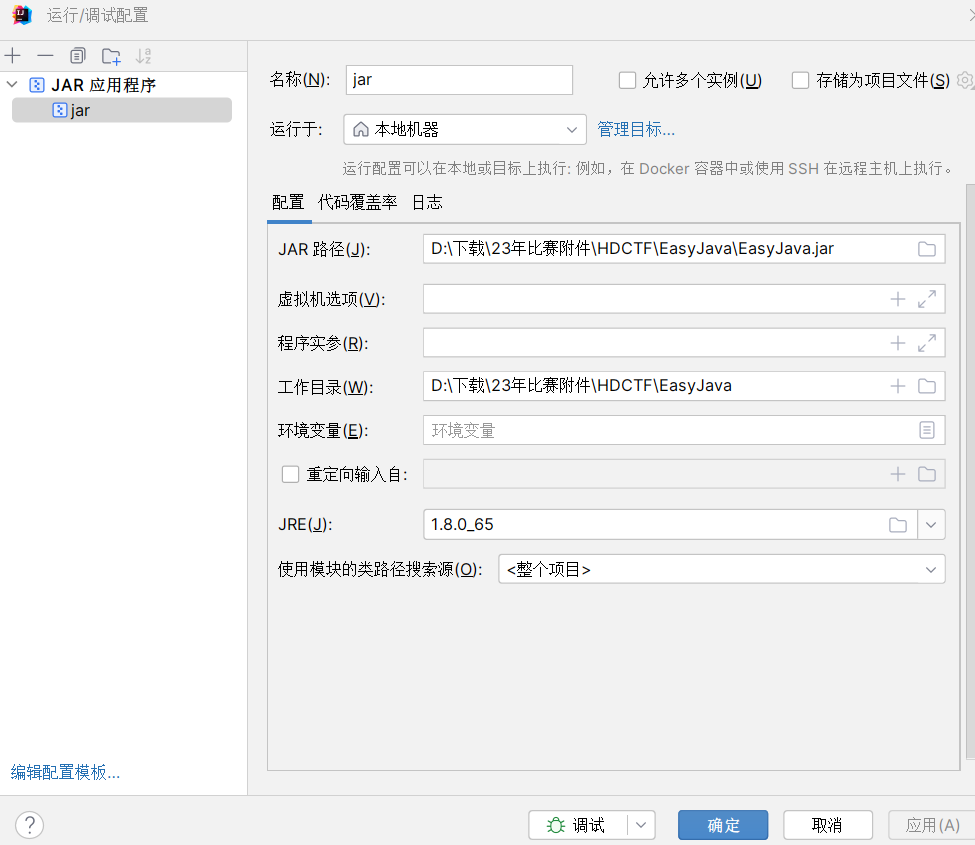 运行/调试配置
JAR 应用程序
jar
编辑配置模板...
名称(N): jar 允许多个实例(U) 存储为项目文件(S)
运行于: 本地机器 管理目标...
运行配置可以在本地或目标上执行: 例如，在 Docker 容器中或使用 SSH 在远程主机上执行。
配置 代码覆盖率 日志
JAR 路径(J): D:\下载\23年比赛附件\HDCTF\EasyJava\EasyJava.jar
虚拟机选项(V):
程序实参(R):
工作目录(W): D:\下载\23年比赛附件\HDCTF\EasyJava
环境变量(E): 环境变量
重定向输入自:
JRE(J): 1.8.0_65
使用模块的类路径搜索源(O): <整个项目>
? 调试 确定 取消 应用(A)